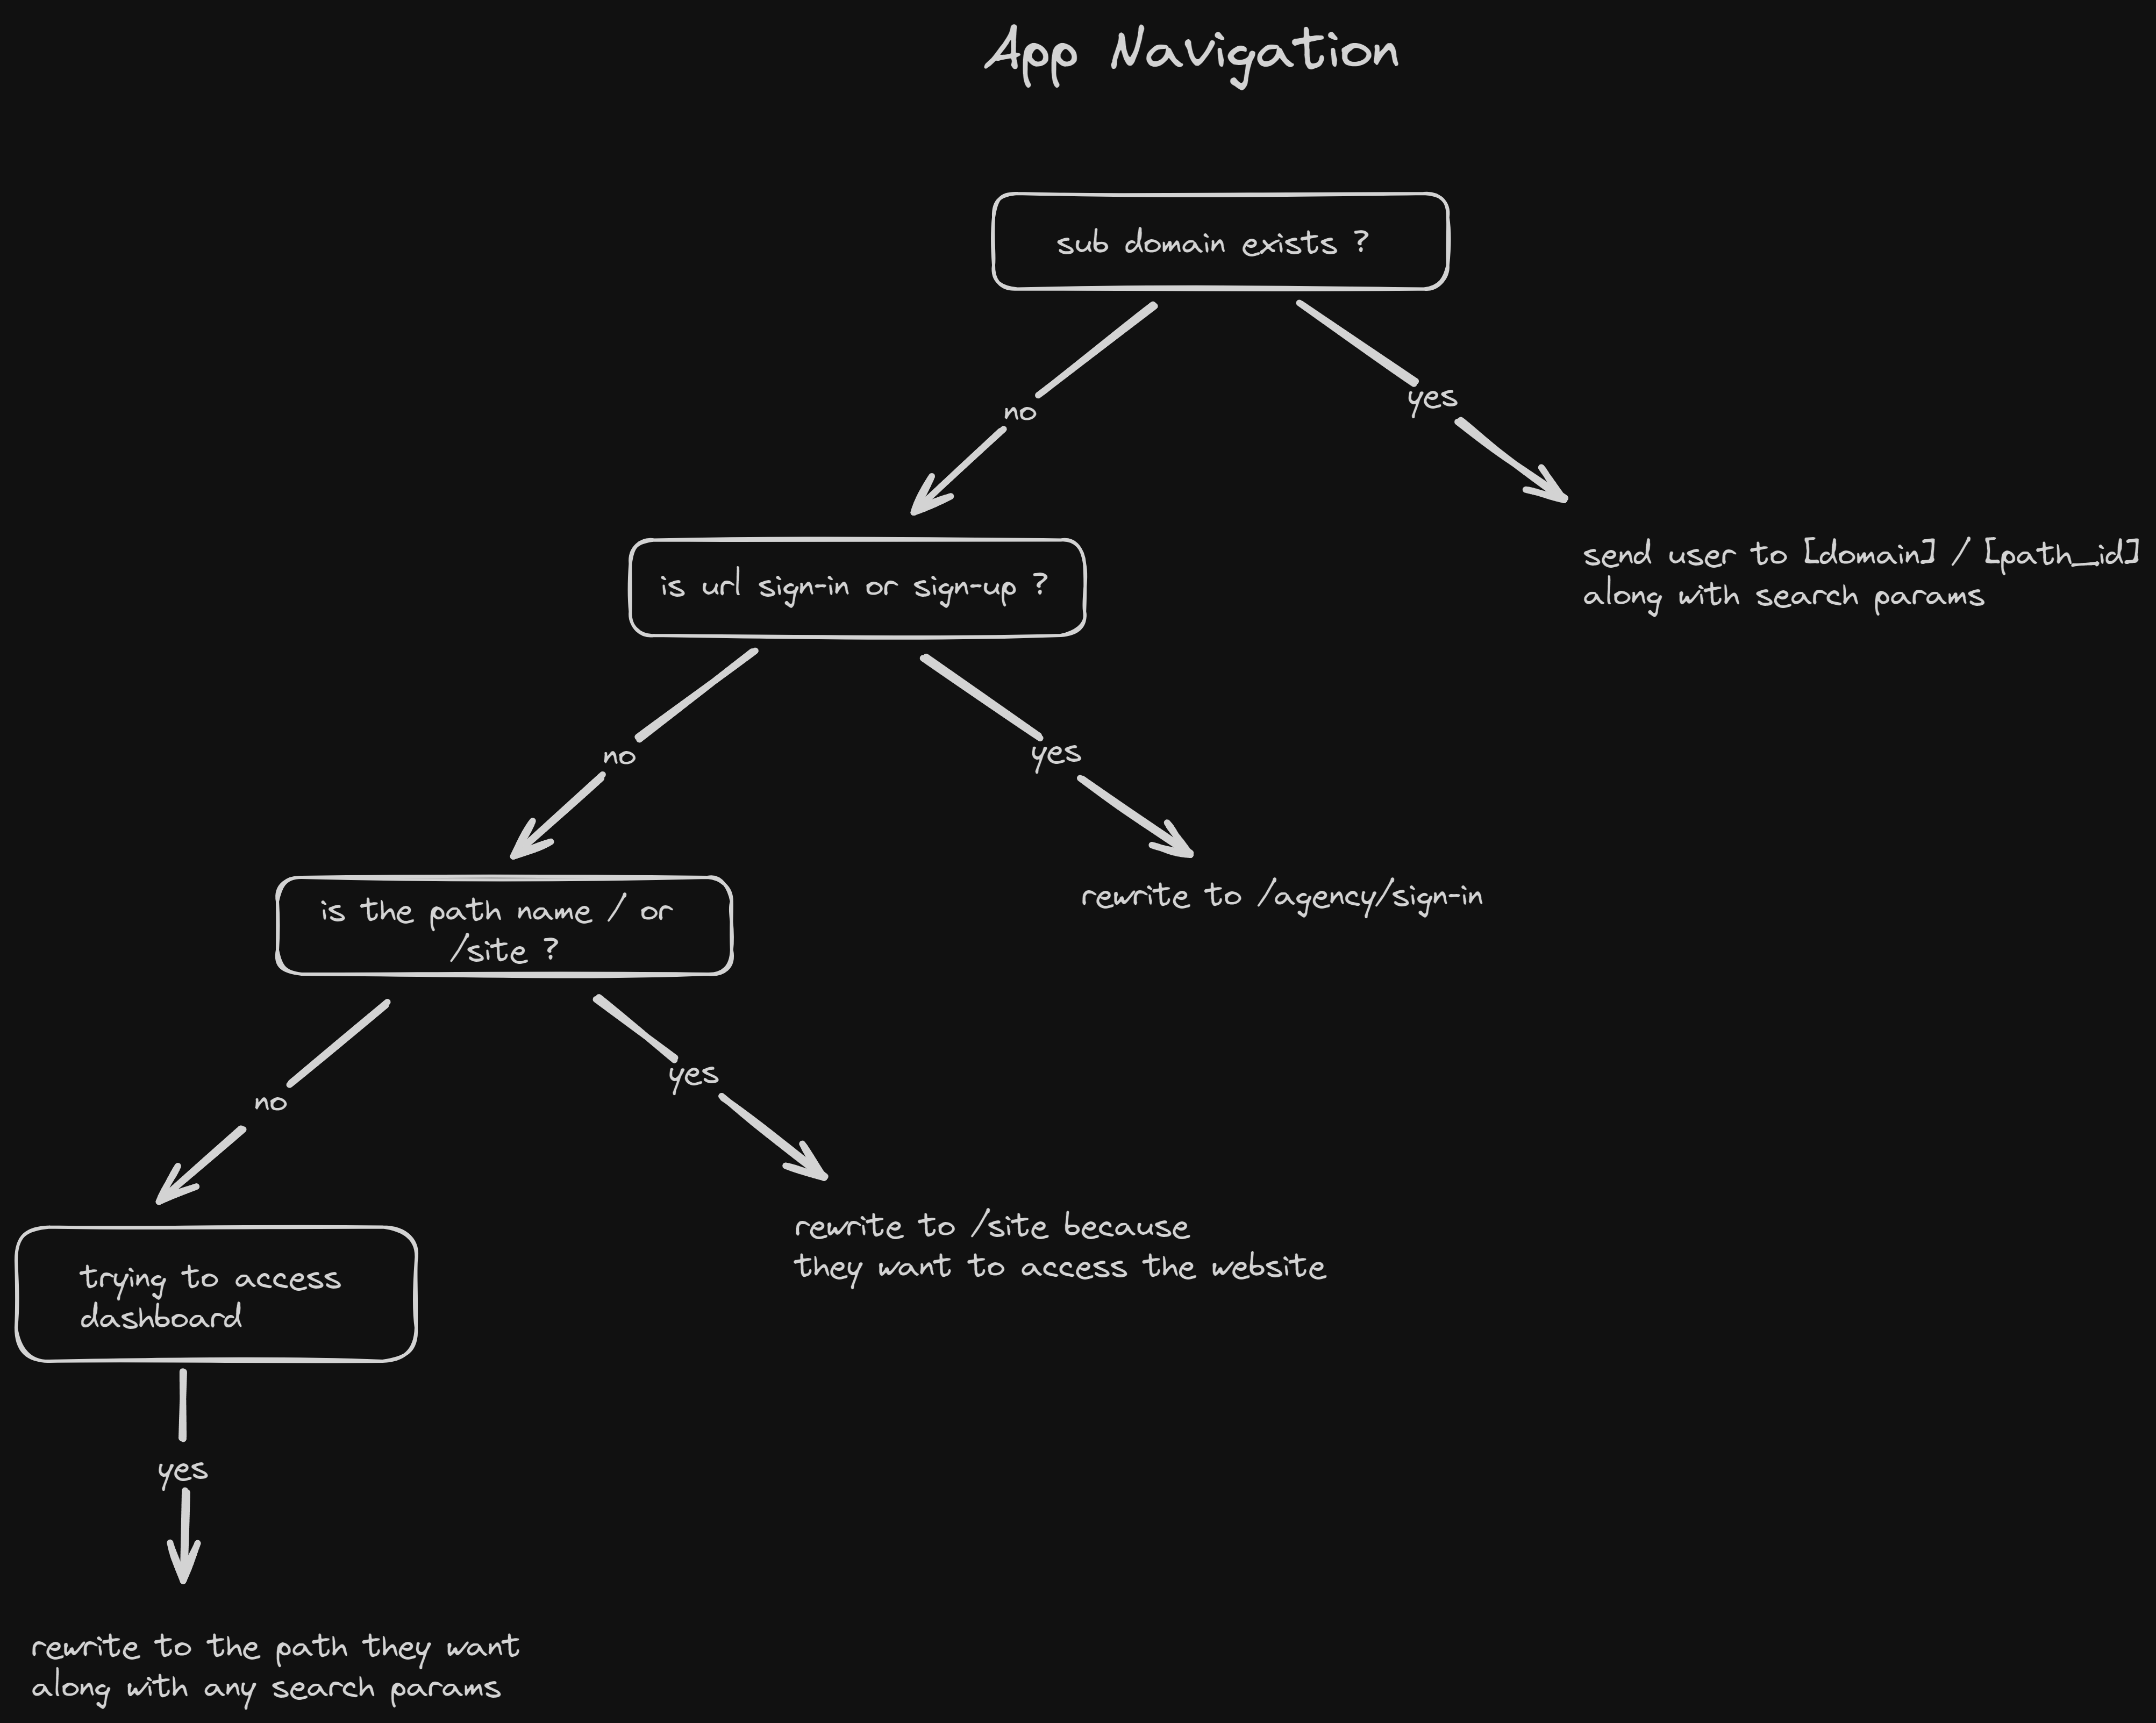 App Navigation
sub domain exists ?
no
yes
send user to [domain] / [path_id]
along with search params
is url sign-in or sign-up ?
no
yes
rewrite to /agency/sign-in
is the path name / or
/site ?
no
yes
rewrite to /site because
they want to access the website
trying to access
dashboard
yes
rewrite to the path they want
along with any search params